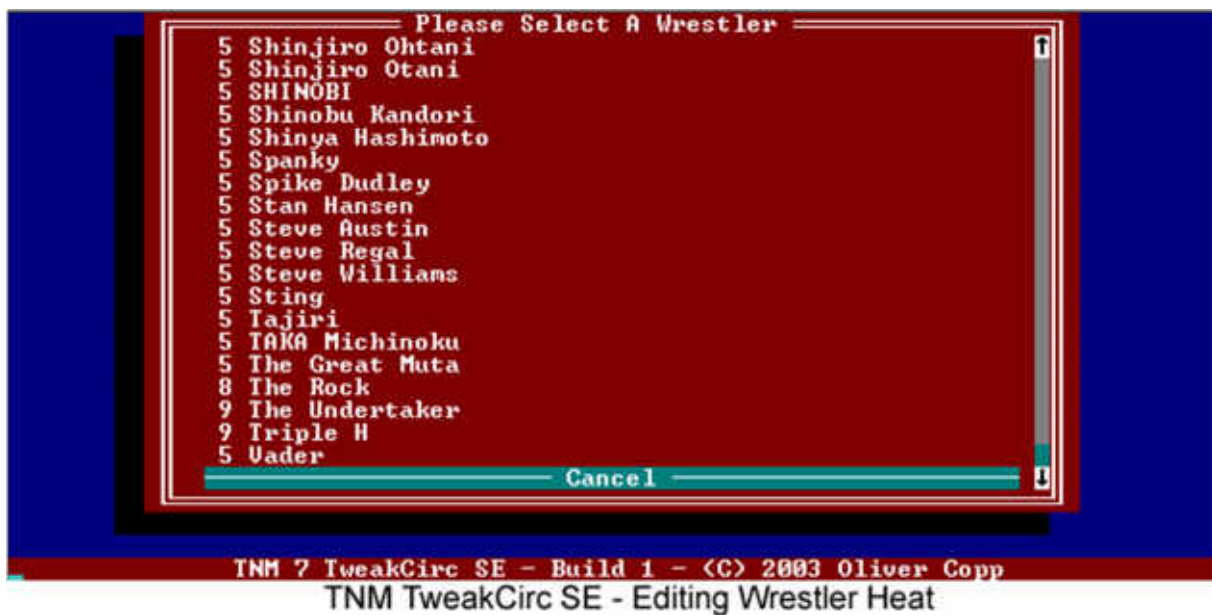 Please Select A Wrestler
5 Shinjiro Ohtani
5 Shinjiro Otani
5 SHINOBI
5 Shinobu Kandori
5 Shinya Hashimoto
5 Spanky
5 Spike Dudley
5 Stan Hansen
5 Steve Austin
5 Steve Regal
5 Steve Williams
5 Sting
5 Tajiri
5 TAKA Michinoku
5 The Great Muta
8 The Rock
9 The Undertaker
9 Triple H
5 Vader
Cancel
TNM 7 TweakCirc SE - Build 1 - (C) 2003 Oliver Copp
TNM TweakCirc SE - Editing Wrestler Heat